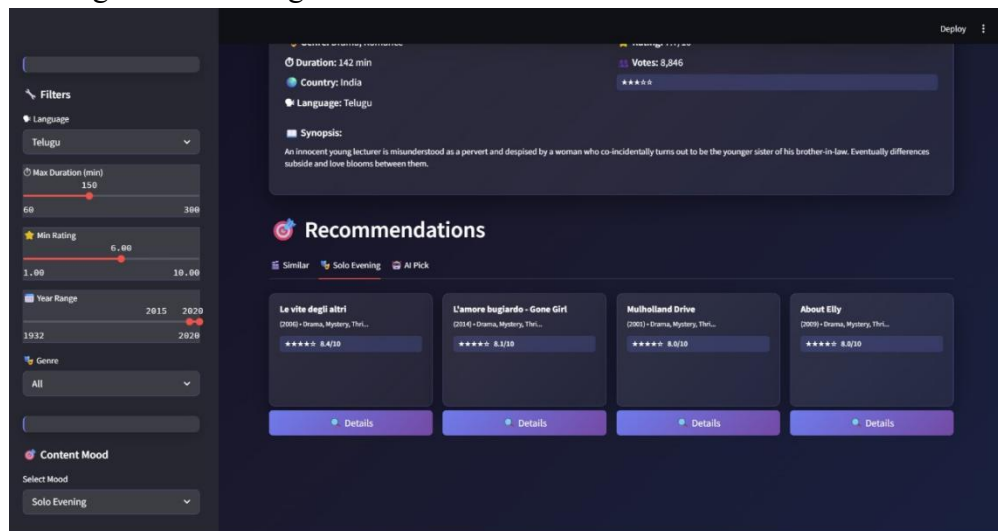 Deploy
Filters
Language
Telugu
Max Duration (min)
150
60 300
Min Rating
6.00
1.00 10.00
Year Range
2015 2020
1932 2020
Genre
All
Content Mood
Select Mood
Solo Evening
Duration: 142 min
Votes: 8,846
Country: India
Language: Telugu
Synopsis:
An innocent young lecturer is misunderstood as a pervert and despised by a woman who co-incidentally turns out to be the younger sister of his brother-in-law. Eventually differences
subside and love blooms between them.
Recommendations
Similar Solo Evening AI Pick
Le vite degli altri
(2006) • Drama, Mystery, Thri...
★★★★☆ 8.4/10
Details
L'amore bugiardo - Gone Girl
(2014) • Drama, Mystery, Thri...
★★★★☆ 8.1/10
Details
Mulholland Drive
(2001) • Drama, Mystery, Thri...
★★★★☆ 8.0/10
Details
About Elly
(2009) • Drama, Mystery, Thri...
★★★★☆ 8.0/10
Details